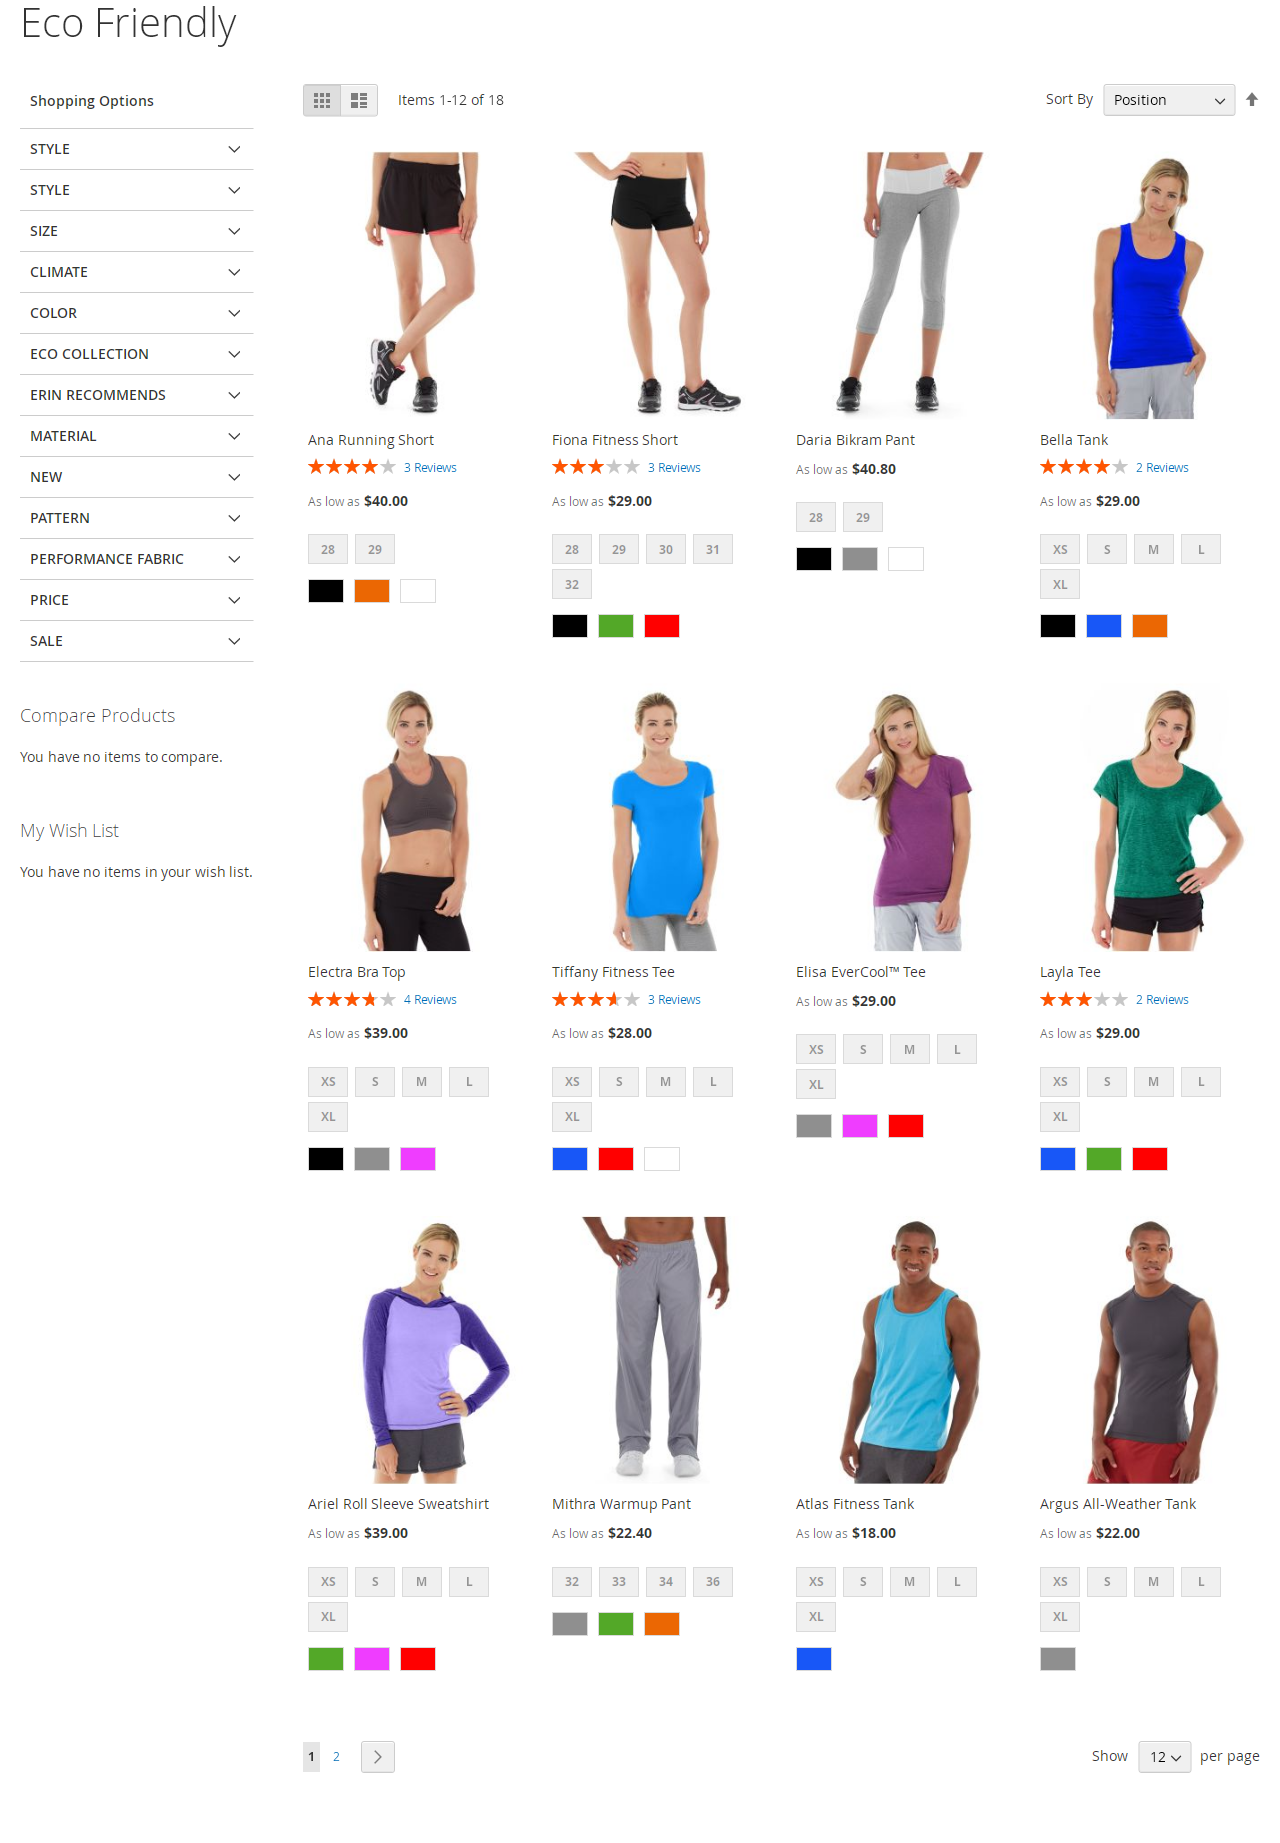 Eco Friendly
Shopping Options
STYLE
STYLE
SIZE
CLIMATE
COLOR
ECO COLLECTION
ERIN RECOMMENDS
MATERIAL
NEW
PATTERN
PERFORMANCE FABRIC
PRICE
SALE
Compare Products
You have no items to compare.
My Wish List
You have no items in your wish list.
Items 1-12 of 18
Sort By Position
Ana Running Short
3 Reviews
As low as $40.00
28 29
Fiona Fitness Short
3 Reviews
As low as $29.00
28 29 30 31
32
Daria Bikram Pant
As low as $40.80
28 29
Bella Tank
2 Reviews
As low as $29.00
XS S M L
XL
Electra Bra Top
4 Reviews
As low as $39.00
XS S M L
XL
Tiffany Fitness Tee
3 Reviews
As low as $28.00
XS S M L
XL
Elisa EverCool™ Tee
As low as $29.00
XS S M L
XL
Layla Tee
2 Reviews
As low as $29.00
XS S M L
XL
Ariel Roll Sleeve Sweatshirt
As low as $39.00
XS S M L
XL
Mithra Warmup Pant
As low as $22.40
32 33 34 36
Atlas Fitness Tank
As low as $18.00
XS S M L
XL
Argus All-Weather Tank
As low as $22.00
XS S M L
XL
1 2
Show 12 per page